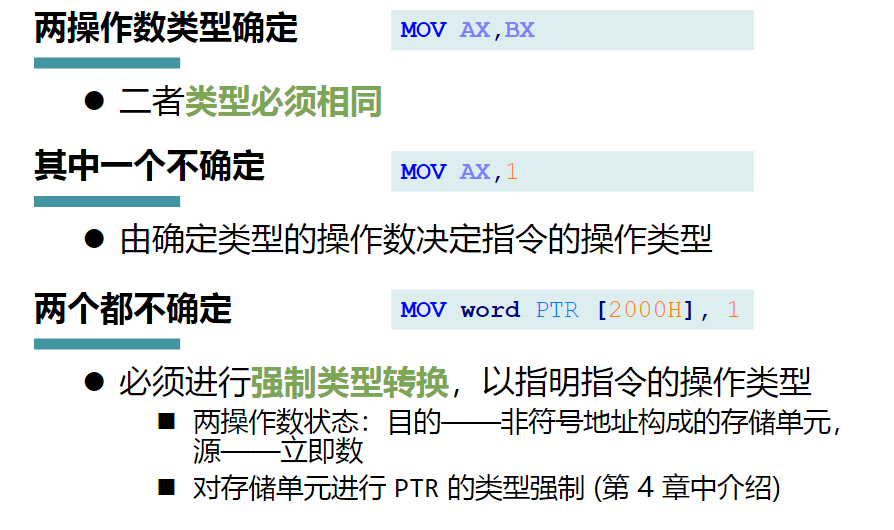 两操作数类型确定
MOV AX,BX
● 二者类型必须相同
其中一个不确定
MOV AX,1
● 由确定类型的操作数决定指令的操作类型
两个都不确定
MOV word PTR [2000H], 1
● 必须进行强制类型转换，以指明指令的操作类型
■ 两操作数状态：目的——非符号地址构成的存储单元，
源——立即数
■ 对存储单元进行 PTR 的类型强制 (第 4 章中介绍)